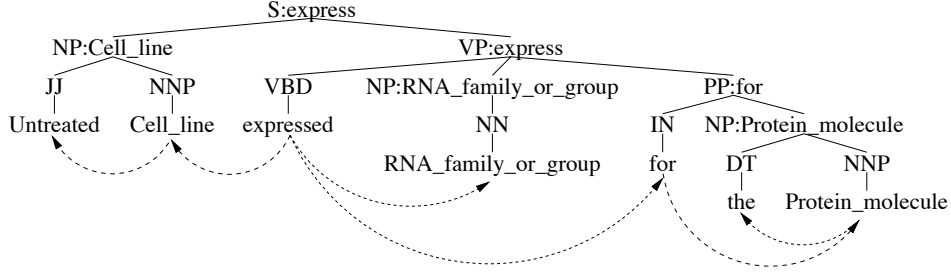 S:express
NP:Cell_line VP:express
JJ NNP VBD NP:RNA_family_or_group PP:for
Untreated Cell_line expressed NN IN NP:Protein_molecule
RNA_family_or_group for DT NNP
the Protein_molecule